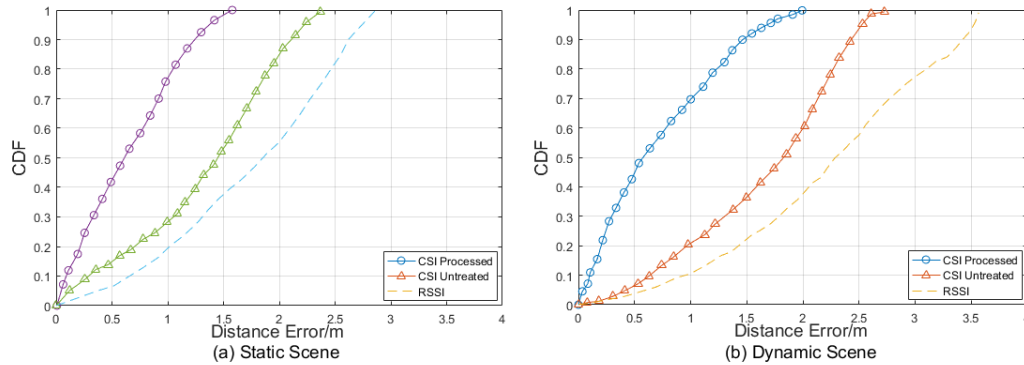 CDF
1
0.9
0.8
0.7
0.6
0.5
0.4
0.3
0.2
0.1
0
0 0.5 1 1.5 2 2.5 3 3.5 4
CSI Processed
CSI Untreated
RSSI
Distance Error/m
(a) Static Scene
CDF
1
0.9
0.8
0.7
0.6
0.5
0.4
0.3
0.2
0.1
0
0 0.5 1 1.5 2 2.5 3 3.5
CSI Processed
CSI Untreated
RSSI
Distance Error/m
(b) Dynamic Scene